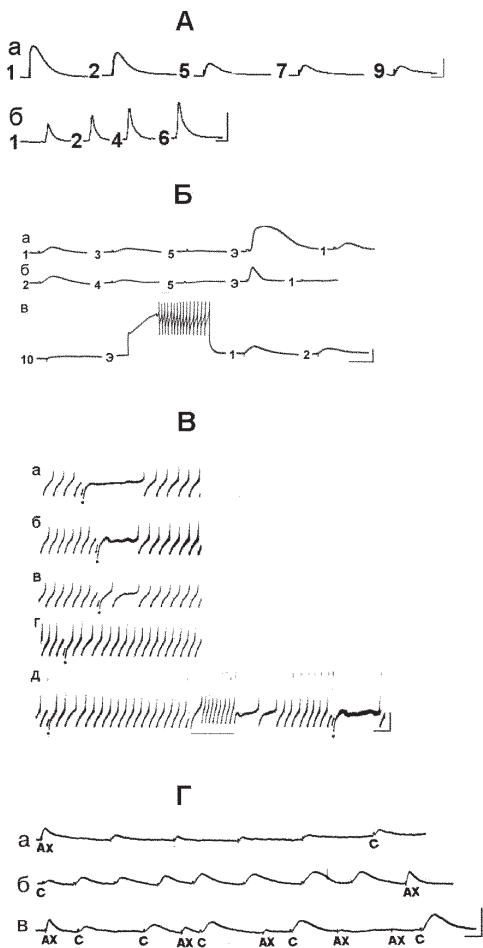 А
а
1 2 5 7 9
б
1 2 4 6
Б
а
1 3 5 Э 1
б
2 4 5 Э 1
в
10 Э 1 2
В
а
б
в
г
д
Г
а АХ С
б С АХ
в АХ С С АХ С АХ С АХ АХ С